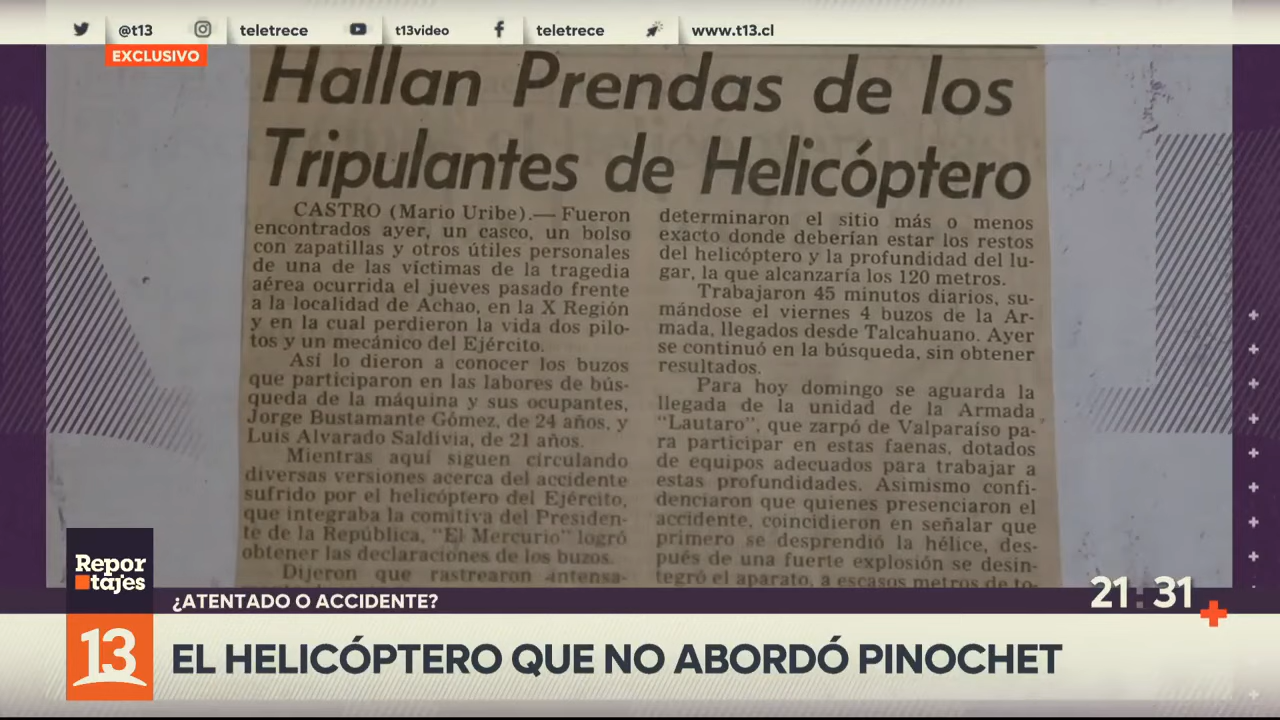 @t13 teletrece t13video teletrece www.t13.cl
EXCLUSIVO
Hallan Prendas de los
Tripulantes de Helicóptero
CASTRO (Mario Uribe).— Fueron
encontrados ayer, un casco, un bolso
con zapatillas y otros útiles personales
de una de las víctimas de la tragedia
aérea ocurrida el jueves pasado frente
a la localidad de Achao, en la X Región
y en la cual perdieron la vida dos pilo-
tos y un mecánico del Ejército.
Así lo dieron a conocer los buzos
que participaron en las labores de bús-
queda de la máquina y sus ocupantes,
Jorge Bustamante Gómez, de 24 años, y
Luis Alvarado Saldivia, de 21 años.
Mientras aquí siguen circulando
diversas versiones acerca del accidente
sufrido por el helicóptero del Ejército,
que integraba la comitiva del Presiden-
te de la República, "El Mercurio" logró
obtener las declaraciones de los buzos.
Dijeron que rastrearon intensa-
determinaron el sitio más o menos
exacto donde deberían estar los restos
del helicóptero y la profundidad del lu-
gar, la que alcanzaría los 120 metros.
Trabajaron 45 minutos diarios, su-
mándose el viernes 4 buzos de la Ar-
mada, llegados desde Talcahuano. Ayer
se continuó en la búsqueda, sin obtener
resultados.
Para hoy domingo se aguarda la
llegada de la unidad de la Armada
"Lautaro", que zarpó de Valparaíso pa-
ra participar en estas faenas, dotados
de equipos adecuados para trabajar a
estas profundidades. Asimismo confi-
denciaron que quienes presenciaron el
accidente, coincidieron en señalar que
primero se desprendió la hélice, des-
pués de una fuerte explosión se desin-
tegró el aparato, a escasos metros de to-
Repor
tajes
¿ATENTADO O ACCIDENTE?
21:31
13
EL HELICÓPTERO QUE NO ABORDÓ PINOCHET